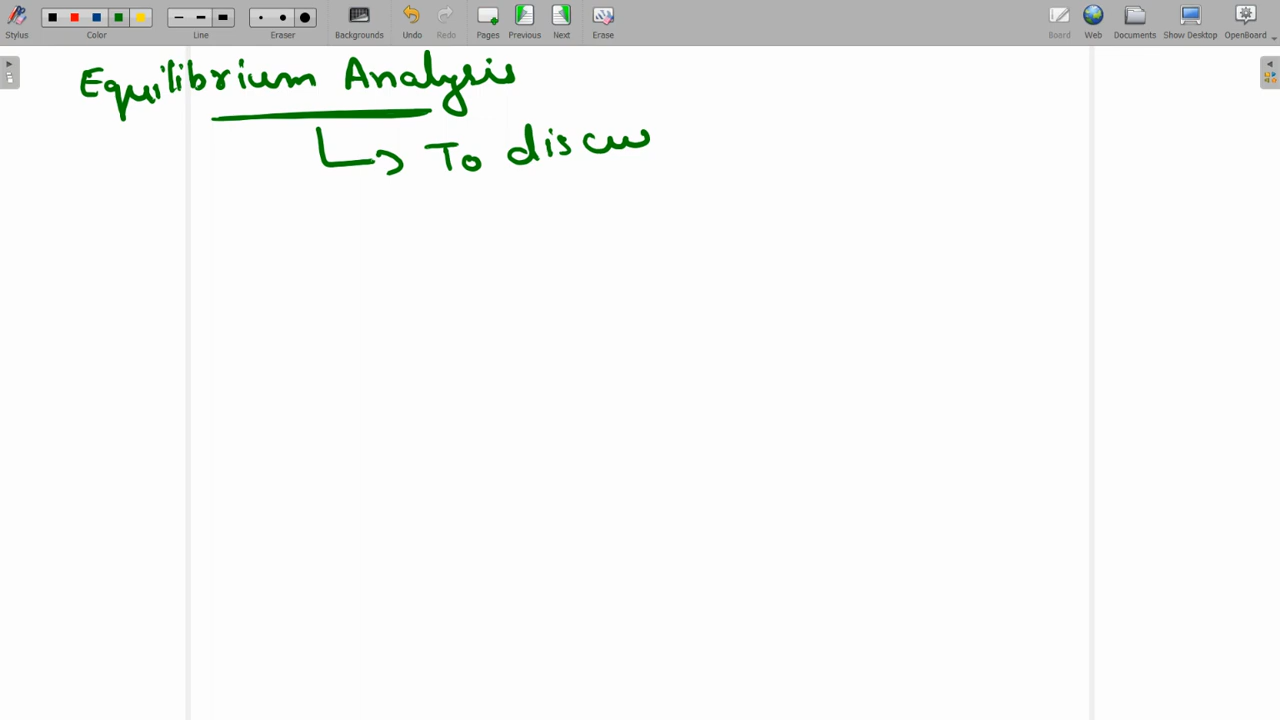 Stylus Color Line Eraser Backgrounds Undo Redo Pages Previous Next Erase Board Web Documents Show Desktop OpenBoard
Equilibrium Analysis
To